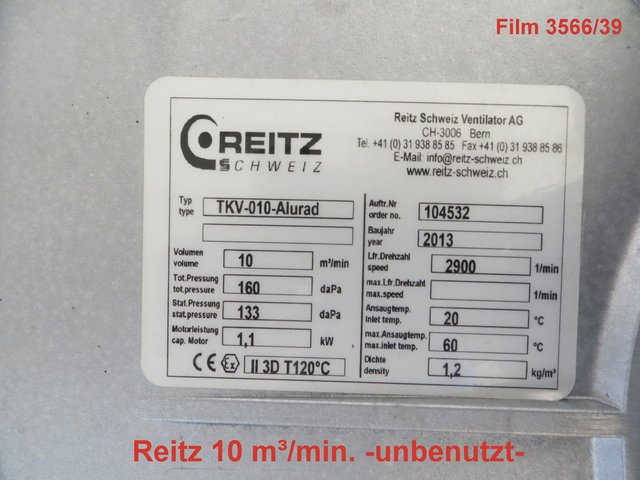 Film 3566/39
REITZ
SCHWEIZ
Reitz Schweiz Ventilator AG
CH-3006 Bern
Tel. +41 (0) 31 938 85 85 Fax +41 (0) 31 938 85 86
E-Mail info@reitz-schweiz.ch
www.reitz-schweiz.ch
Typ
type TKV-010-Alurad
Volumen
volume 10 m³/min
Tot.Pressung
tot.pressure 160 daPa
Stat.Pressung
stat.pressure 133 daPa
Motorleistung
cap. Motor 1,1 kW
CE Ex II 3D T120°C
Auftr.Nr
order no. 104532
Baujahr
year 2013
Lfr.Drehzahl
speed 2900 1/min
max.Lfr.Drehzahl
max.speed 1/min
Ansaugtemp.
Inlet temp. 20 °C
max.Ansaugtemp.
max.inlet temp. 60 °C
Dichte
density 1,2 kg/m³
Reitz 10 m³/min. -unbenutzt-